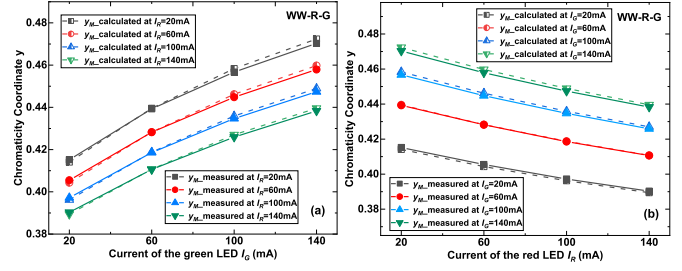 WW-R-G
y_M_calculated at I_R=20mA
y_M_calculated at I_R=60mA
y_M_calculated at I_R=100mA
y_M_calculated at I_R=140mA
y_M_measured at I_R=20mA
y_M_measured at I_R=60mA
y_M_measured at I_R=100mA
y_M_measured at I_R=140mA
(a)
Chromaticity Coordinate y
0.48
0.46
0.44
0.42
0.40
0.38
20
60
100
140
Current of the green LED I_G (mA)
WW-R-G
y_M_calculated at I_G=20mA
y_M_calculated at I_G=60mA
y_M_calculated at I_G=100mA
y_M_calculated at I_R=140mA
y_M_measured at I_G=20mA
y_M_measured at I_G=60mA
y_M_measured at I_G=100mA
y_M_measured at I_G=140mA
(b)
Chromaticity Coordinate y
0.48
0.46
0.44
0.42
0.40
0.38
20
60
100
140
Current of the red LED I_R (mA)